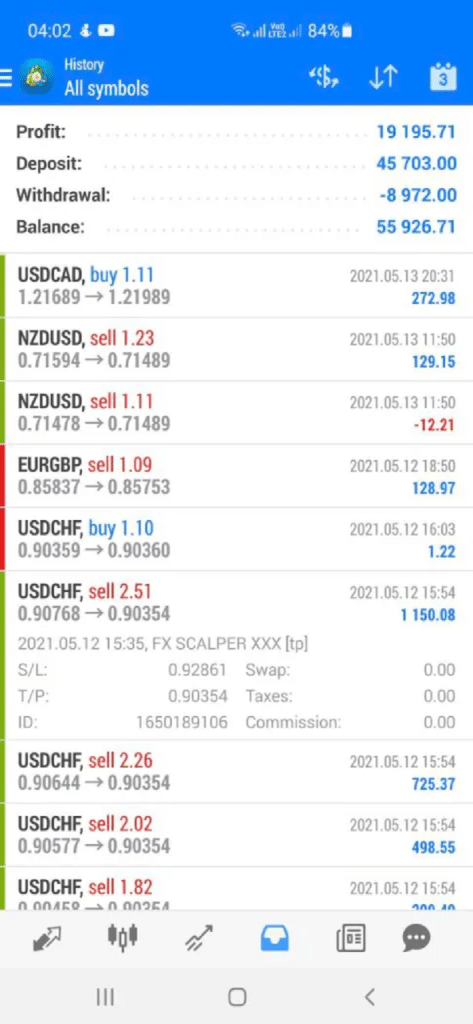 04:02 84%
History
All symbols
3
Profit: 19 195.71
Deposit: 45 703.00
Withdrawal: -8 972.00
Balance: 55 926.71
USDCAD, buy 1.11 2021.05.13 20:31
1.21689 → 1.21989 272.98
NZDUSD, sell 1.23 2021.05.13 11:50
0.71594 → 0.71489 129.15
NZDUSD, sell 1.11 2021.05.13 11:50
0.71478 → 0.71489 -12.21
EURGBP, sell 1.09 2021.05.12 18:50
0.85837 → 0.85753 128.97
USDCHF, buy 1.10 2021.05.12 16:03
0.90359 → 0.90360 1.22
USDCHF, sell 2.51 2021.05.12 15:54
0.90768 → 0.90354 1 150.08
2021.05.12 15:35, FX SCALPER XXX [tp]
S/L: 0.92861 Swap: 0.00
T/P: 0.90354 Taxes: 0.00
ID: 1650189106 Commission: 0.00
USDCHF, sell 2.26 2021.05.12 15:54
0.90644 → 0.90354 725.37
USDCHF, sell 2.02 2021.05.12 15:54
0.90577 → 0.90354 498.55
USDCHF, sell 1.82 2021.05.12 15:54
0.90458 → 0.90354